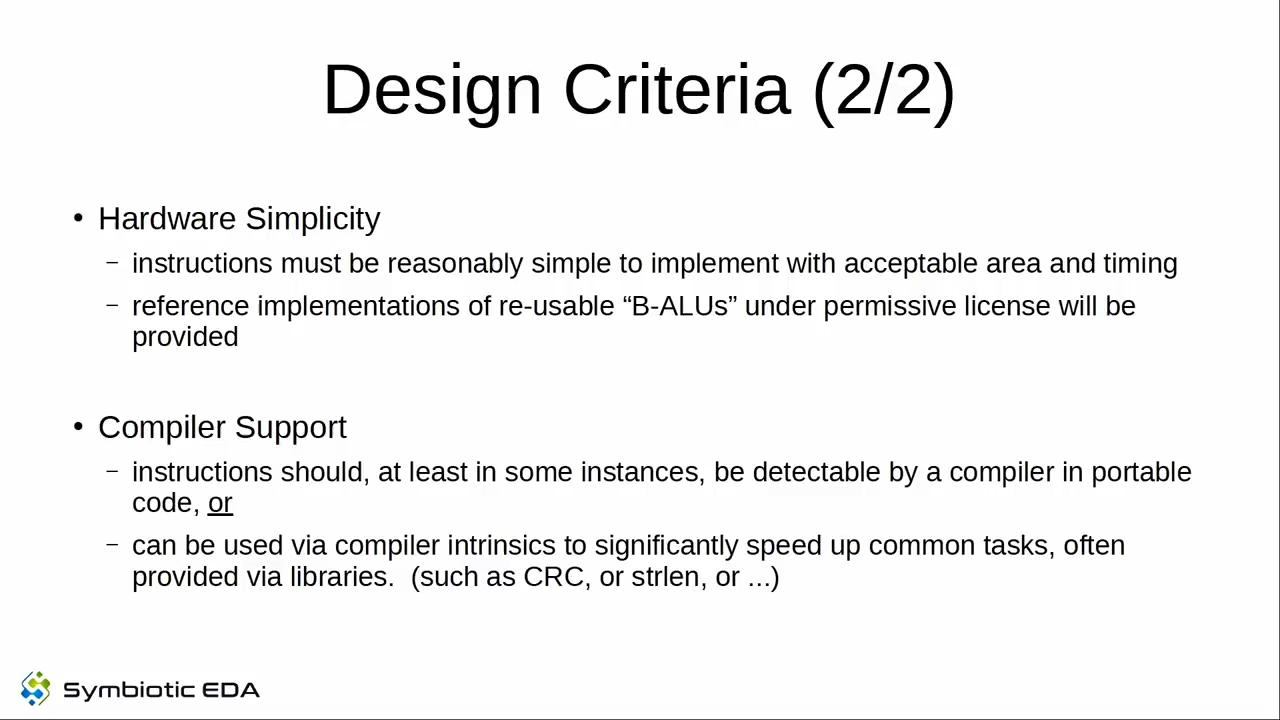 Design Criteria (2/2)
• Hardware Simplicity
– instructions must be reasonably simple to implement with acceptable area and timing
– reference implementations of re-usable “B-ALUs” under permissive license will be
provided
• Compiler Support
– instructions should, at least in some instances, be detectable by a compiler in portable
code, or
– can be used via compiler intrinsics to significantly speed up common tasks, often
provided via libraries.  (such as CRC, or strlen, or ...)
Symbiotic EDA